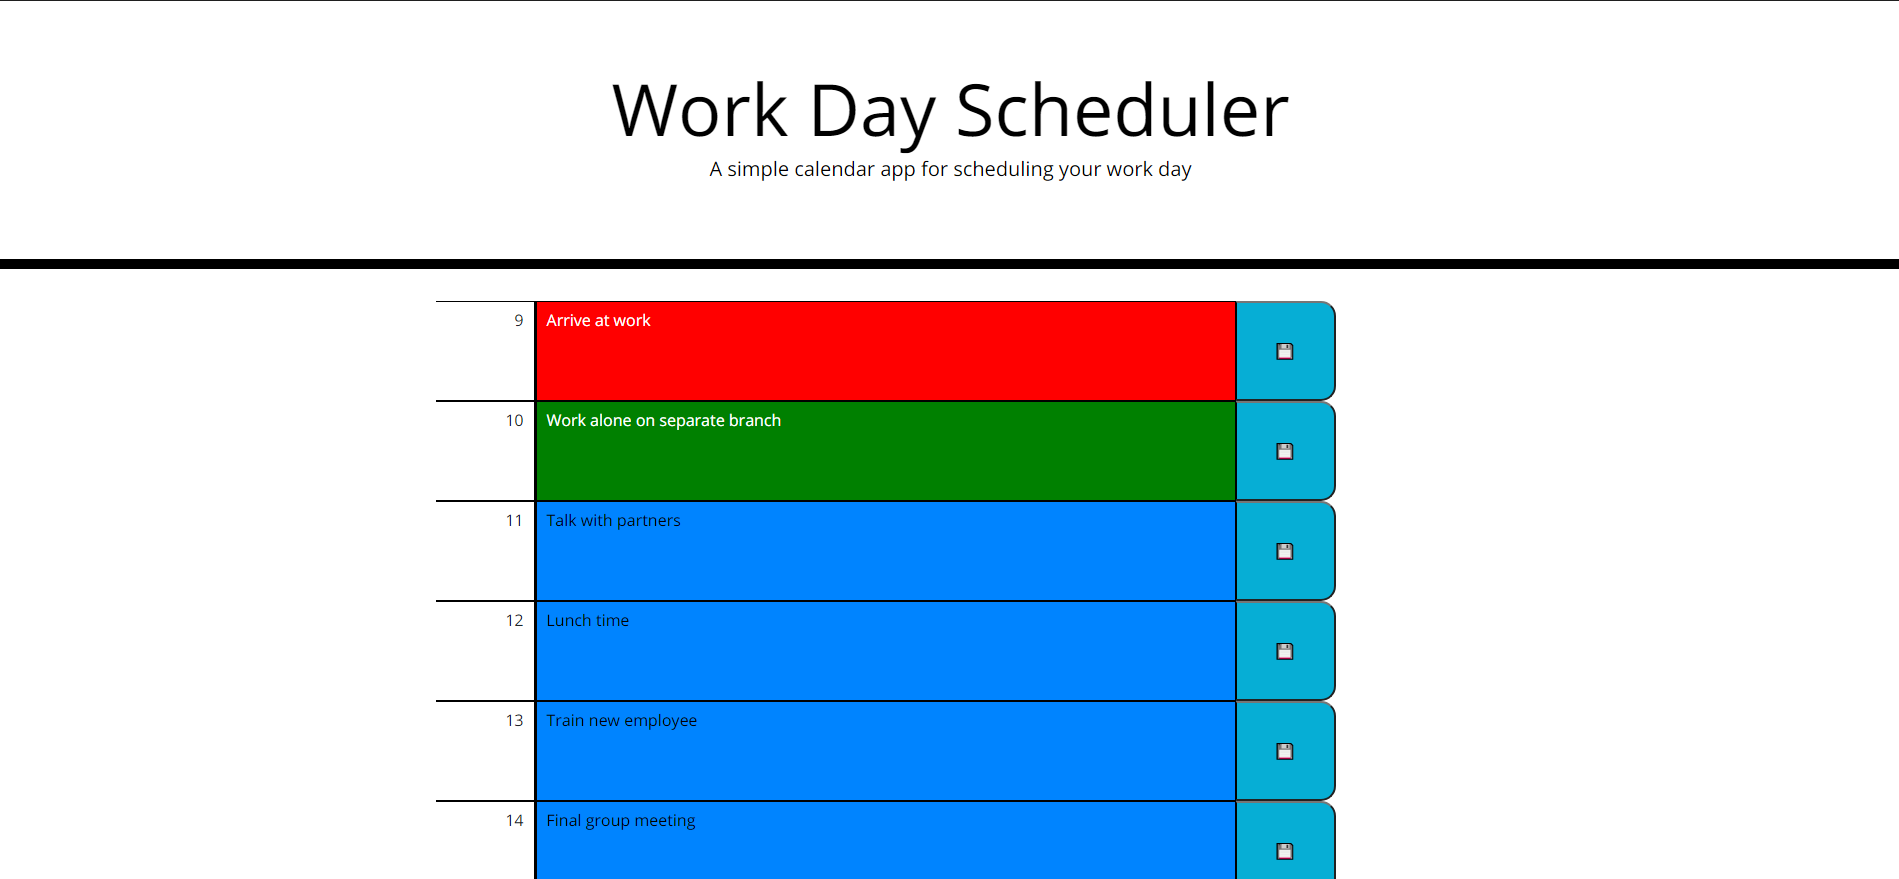 Work Day Scheduler
A simple calendar app for scheduling your work day
9 Arrive at work
10 Work alone on separate branch
11 Talk with partners
12 Lunch time
13 Train new employee
14 Final group meeting